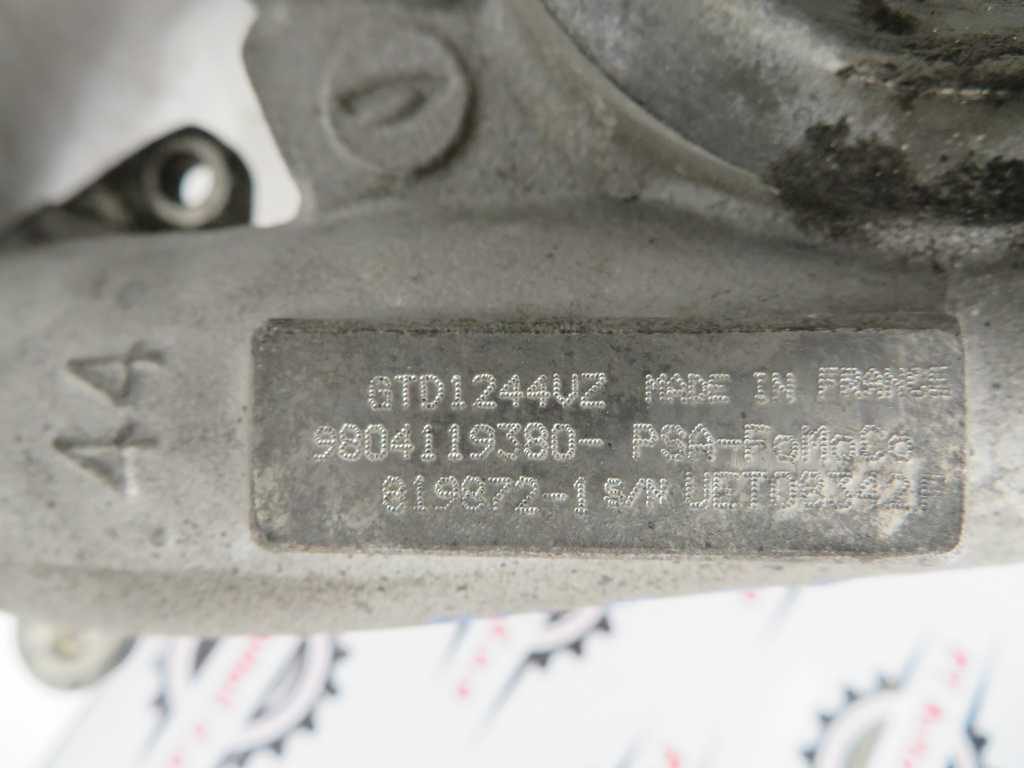 GTD1244VZ MADE IN FRANCE
9804119380- PSA-FoMoCo
819872-1 S/N
44